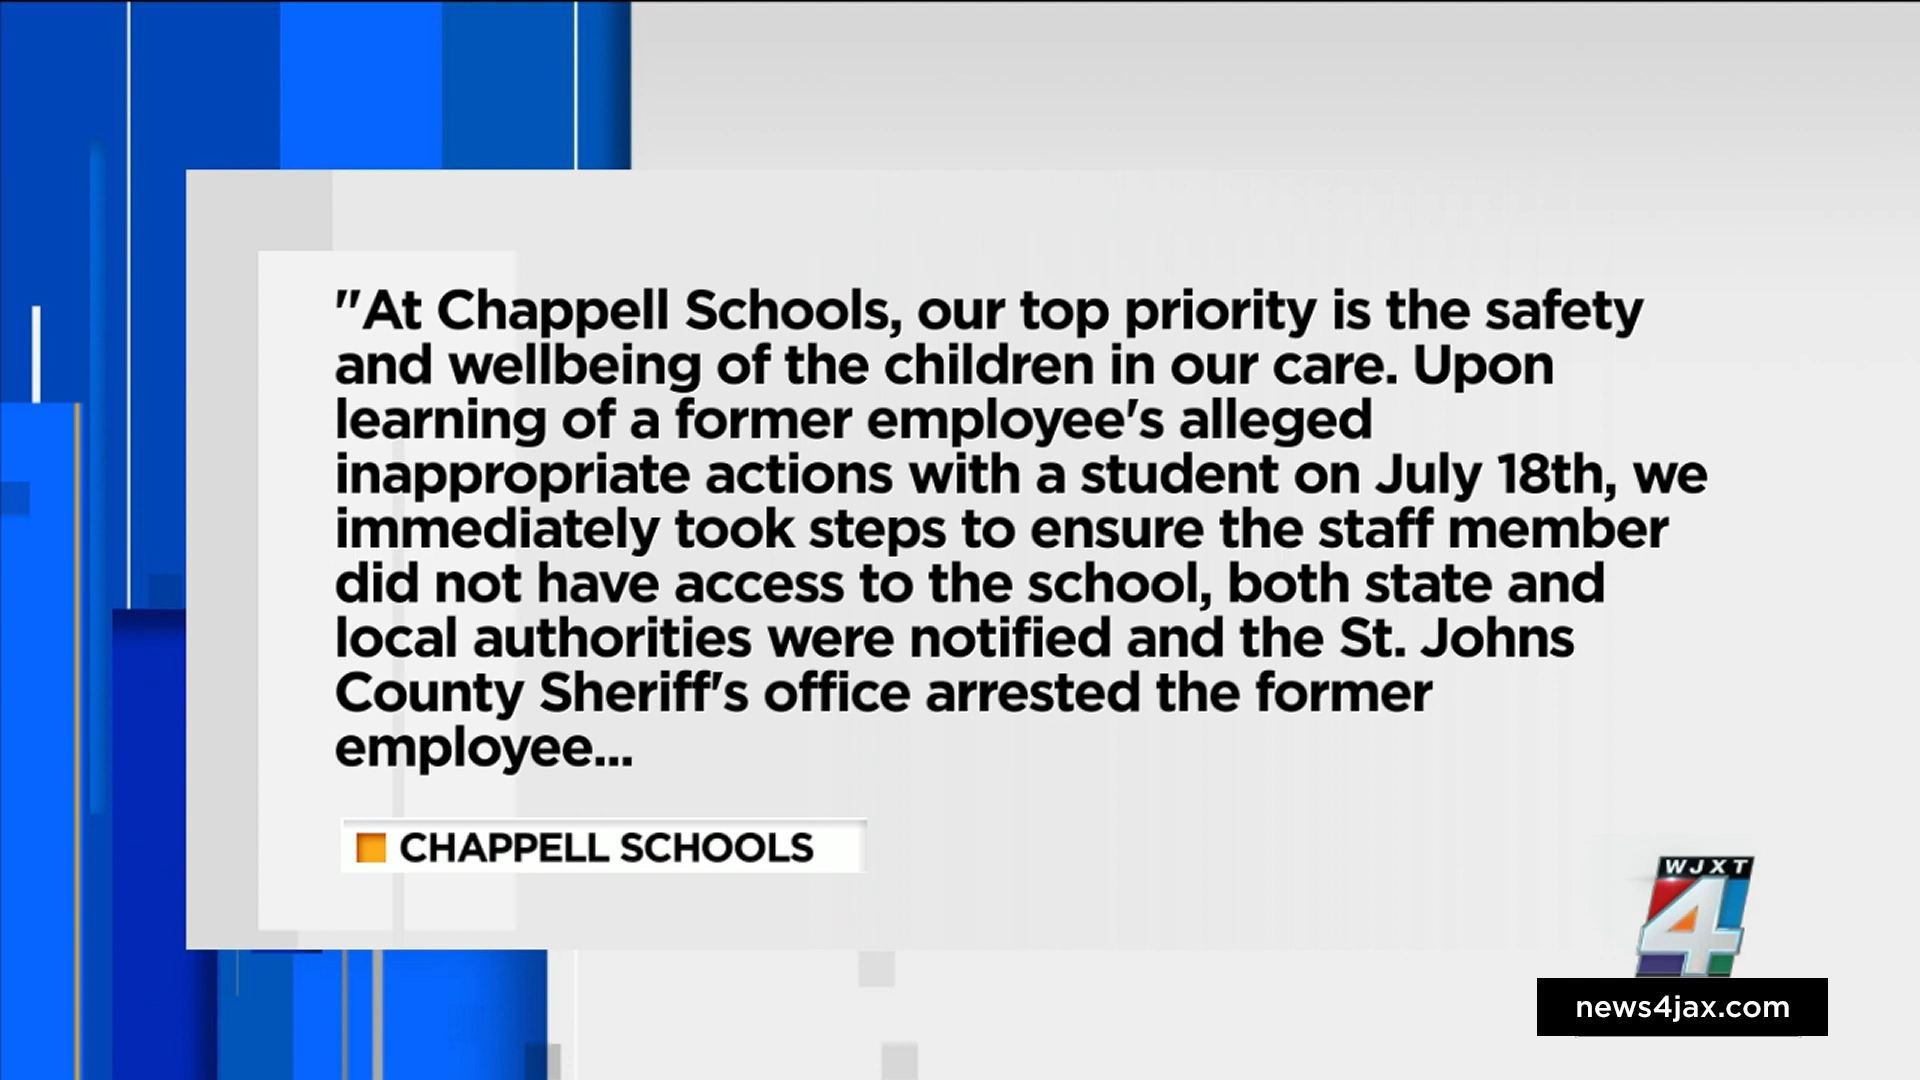 "At Chappell Schools, our top priority is the safety
and wellbeing of the children in our care. Upon
learning of a former employee's alleged
inappropriate actions with a student on July 18th, we
immediately took steps to ensure the staff member
did not have access to the school, both state and
local authorities were notified and the St. Johns
County Sheriff's office arrested the former
employee...
CHAPPELL SCHOOLS
WJXT
4
news4jax.com